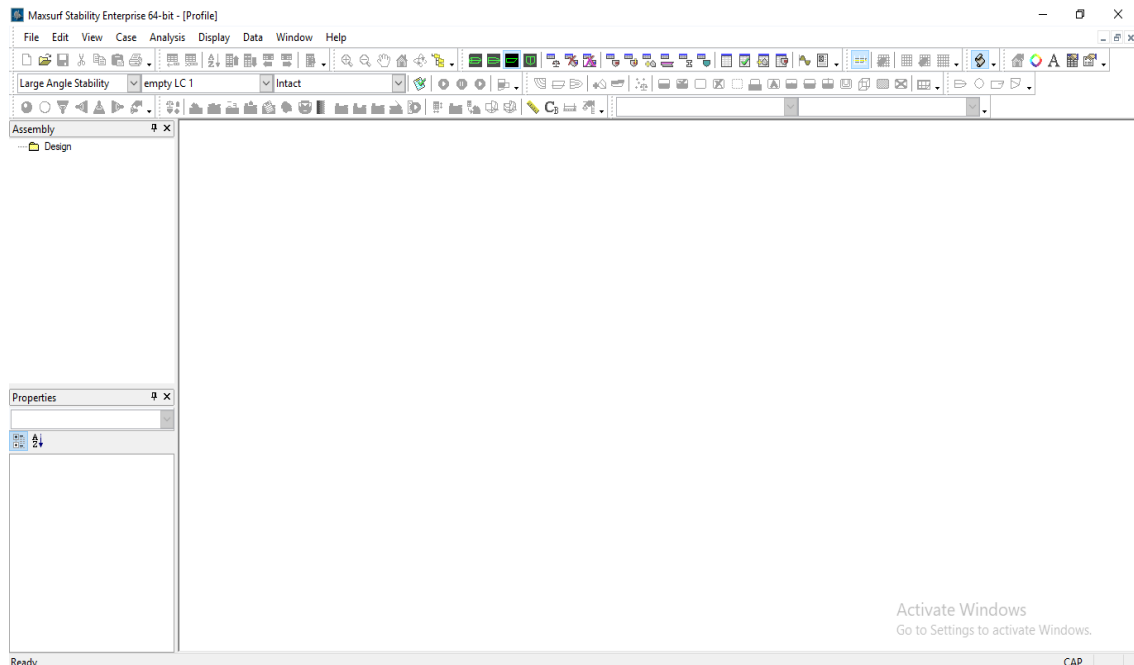 Maxsurf Stability Enterprise 64-bit - [Profile]
File Edit View Case Analysis Display Data Window Help
Large Angle Stability empty LC 1 Intact
Assembly
Design
Properties
Activate Windows
Go to Settings to activate Windows.
Ready CAP